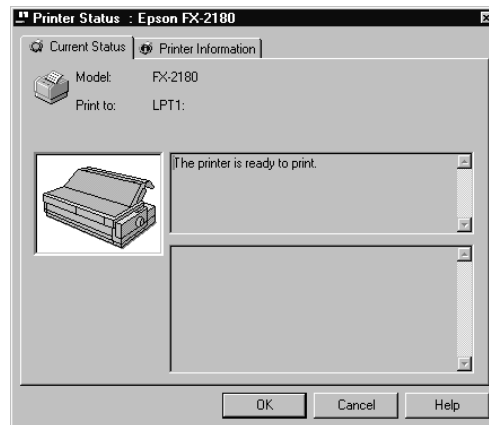 Printer Status : Epson FX-2180
Current Status
Printer Information
Model: FX-2180
Print to: LPT1:
The printer is ready to print.
OK
Cancel
Help